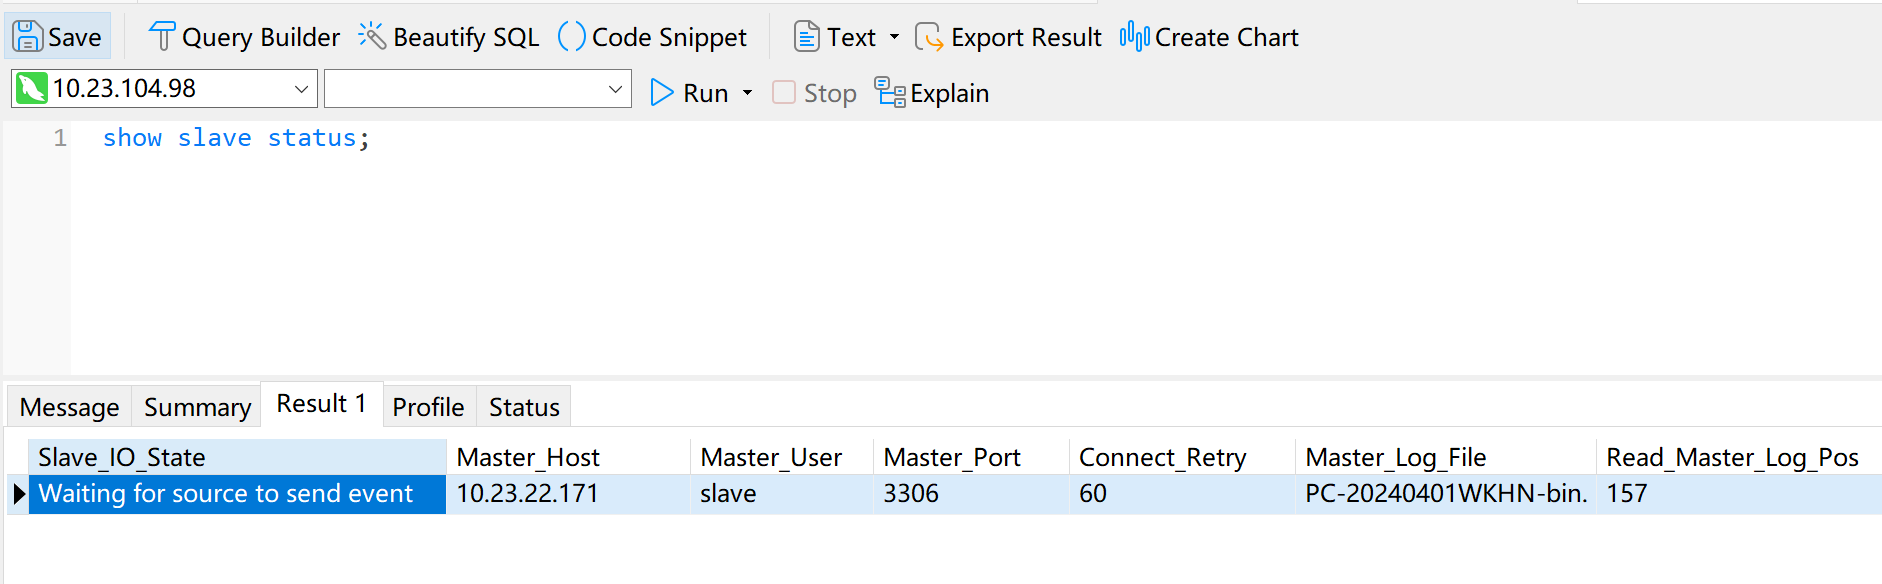 Save Query Builder Beautify SQL Code Snippet Text Export Result Create Chart
10.23.104.98 Run Stop Explain
1 show slave status;
Message Summary Result 1 Profile Status
Slave_IO_State Master_Host Master_User Master_Port Connect_Retry Master_Log_File Read_Master_Log_Pos
Waiting for source to send event 10.23.22.171 slave 3306 60 PC-20240401WKHN-bin. 157